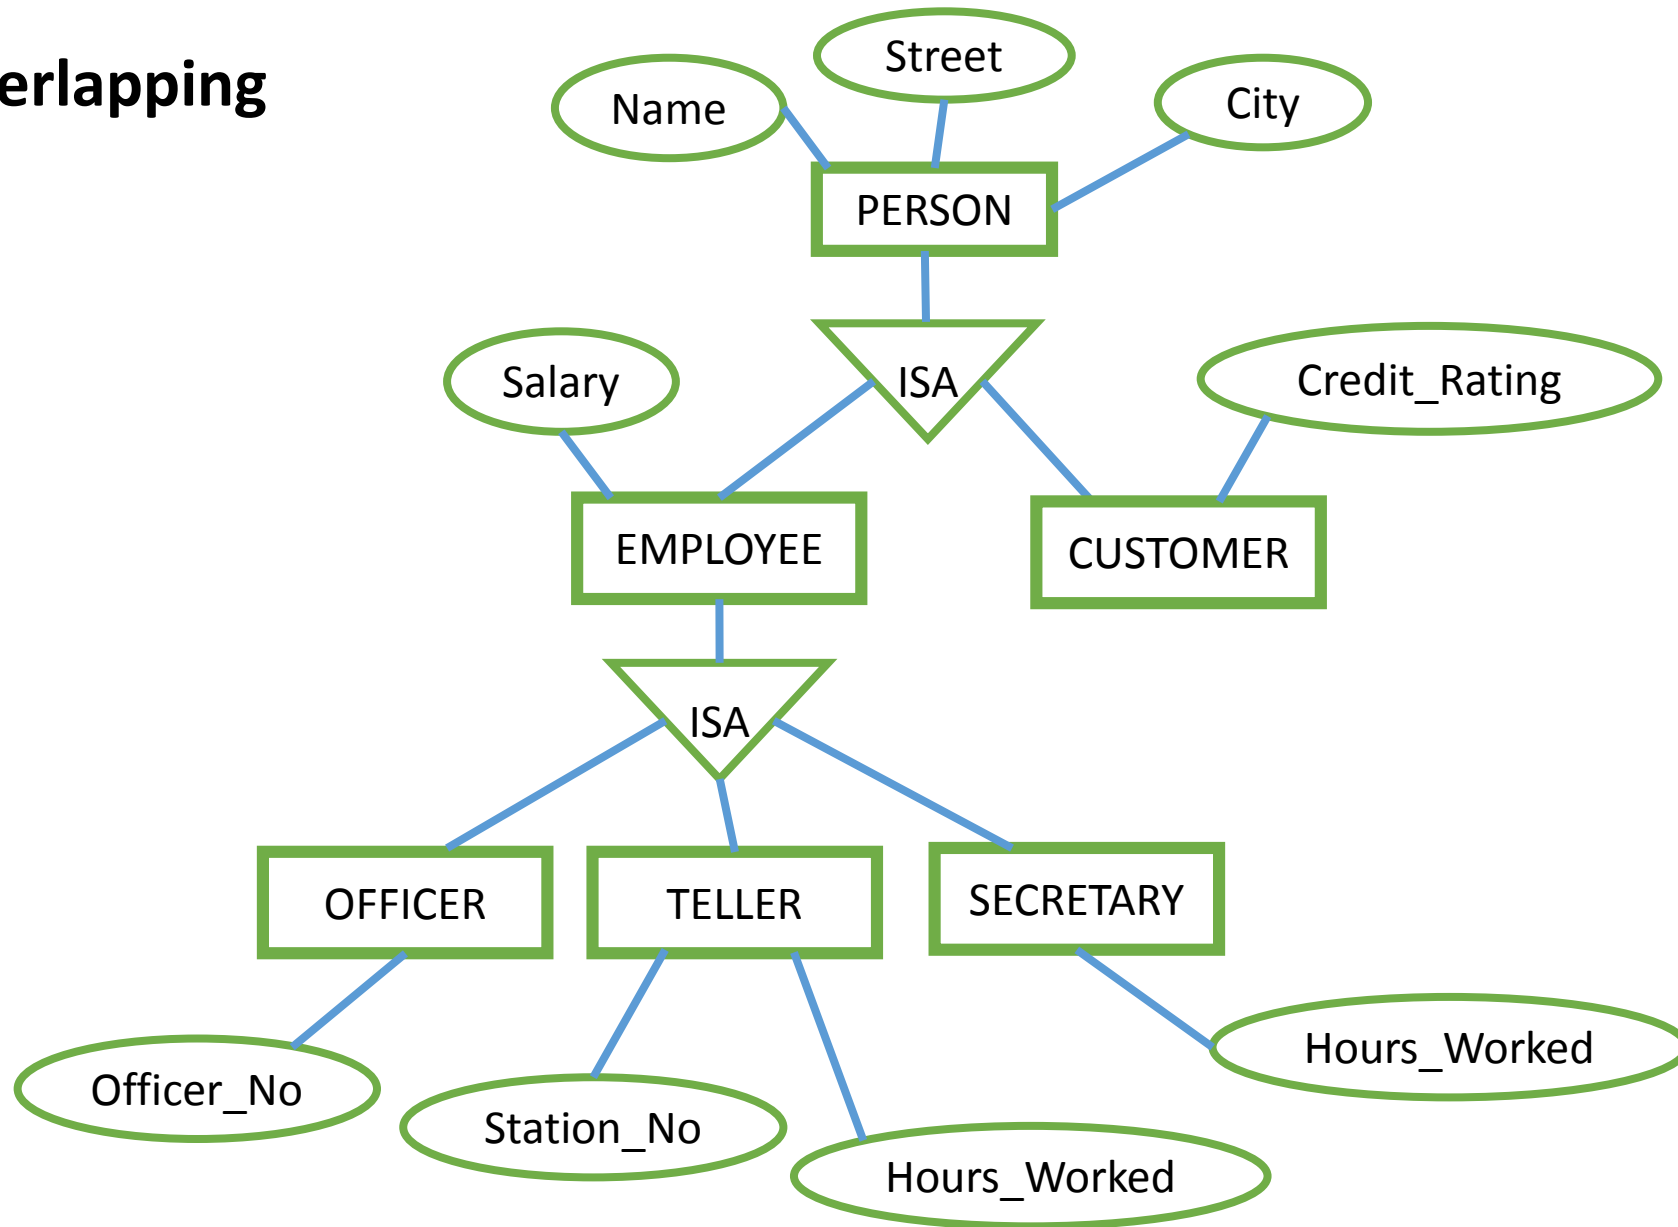 erlapping
Street
Name
City
PERSON
ISA
Salary
Credit_Rating
EMPLOYEE
CUSTOMER
ISA
OFFICER
TELLER
SECRETARY
Hours_Worked
Officer_No
Station_No
Hours_Worked